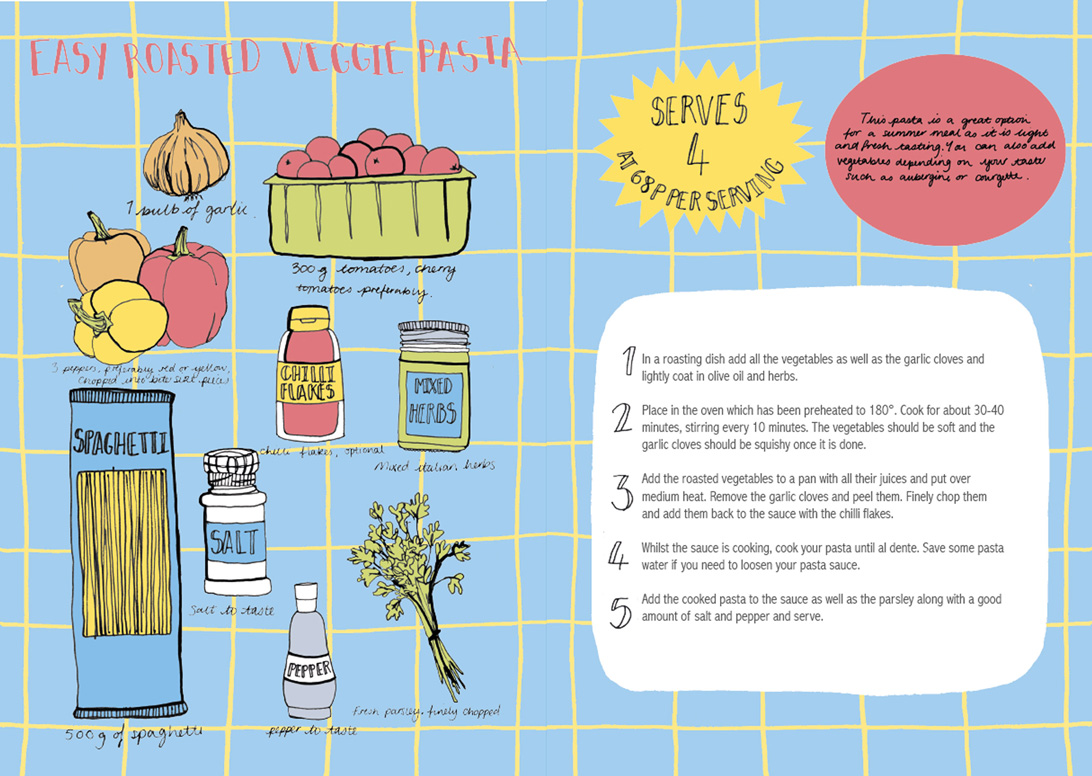 EASY ROASTED VEGGIE PASTA
1 bulb of garlic.
300g tomatoes, cherry
tomatoes preferably.
3 peppers, preferably red or yellow,
chopped into bite size pieces
CHILLI
FLAKES
chilli flakes, optional
MIXED
HERBS
Mixed italian herbs
SPAGHETTI
500g of spaghetti
SALT
Salt to taste
PEPPER
pepper to taste
Fresh parsley, finely chopped
SERVES
4
AT 68P PER SERVING
This pasta is a great option
for a summer meal as it is light
and fresh tasting. You can also add
vegetables depending on your taste
such as aubergine or courgette.
1 In a roasting dish add all the vegetables as well as the garlic cloves and
lightly coat in olive oil and herbs.
2 Place in the oven which has been preheated to 180°. Cook for about 30-40
minutes, stirring every 10 minutes. The vegetables should be soft and the
garlic cloves should be squishy once it is done.
3 Add the roasted vegetables to a pan with all their juices and put over
medium heat. Remove the garlic cloves and peel them. Finely chop them
and add them back to the sauce with the chilli flakes.
4 Whilst the sauce is cooking, cook your pasta until al dente. Save some pasta
water if you need to loosen your pasta sauce.
5 Add the cooked pasta to the sauce as well as the parsley along with a good
amount of salt and pepper and serve.